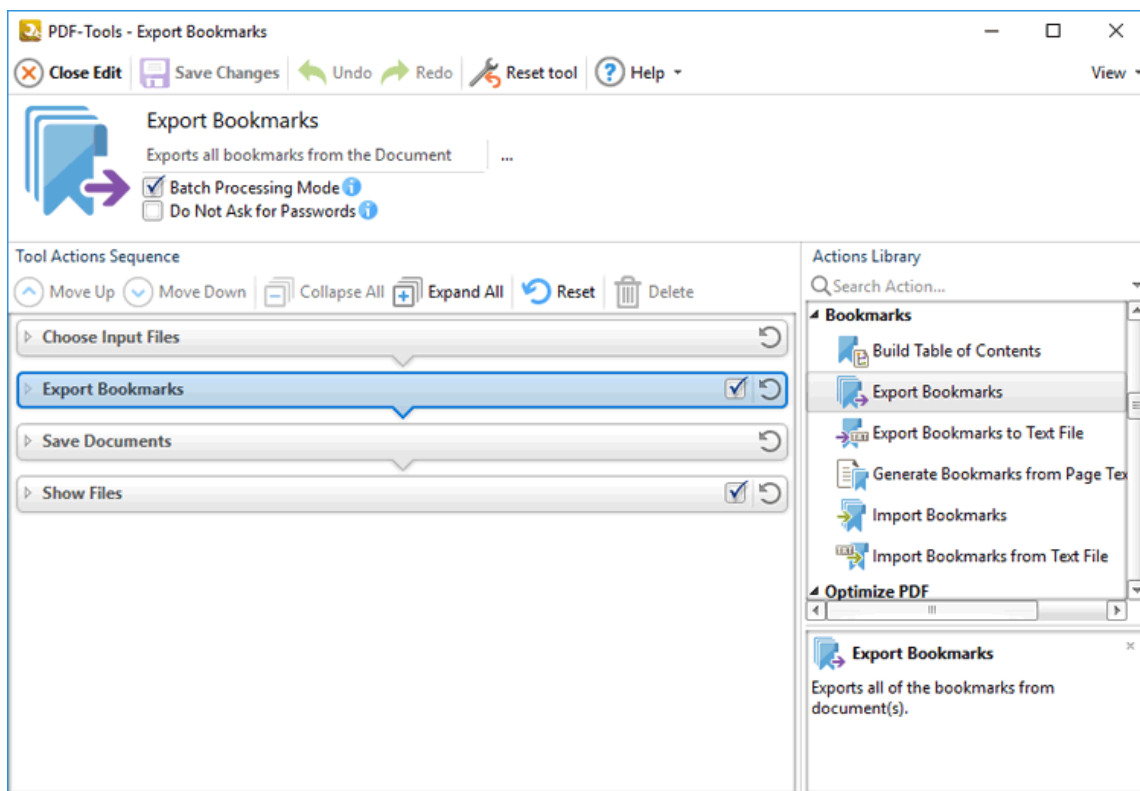 PDF-Tools - Export Bookmarks
Close Edit Save Changes Undo Redo Reset tool ? Help View
Export Bookmarks
Exports all bookmarks from the Document ...
Batch Processing Mode i
Do Not Ask for Passwords i
Tool Actions Sequence
Move Up Move Down Collapse All Expand All Reset Delete
Choose Input Files
Export Bookmarks
Save Documents
Show Files
Actions Library
Search Action...
Bookmarks
Build Table of Contents
Export Bookmarks
Export Bookmarks to Text File
Generate Bookmarks from Page Tex
Import Bookmarks
Import Bookmarks from Text File
Optimize PDF
Export Bookmarks
Exports all of the bookmarks from
document(s).